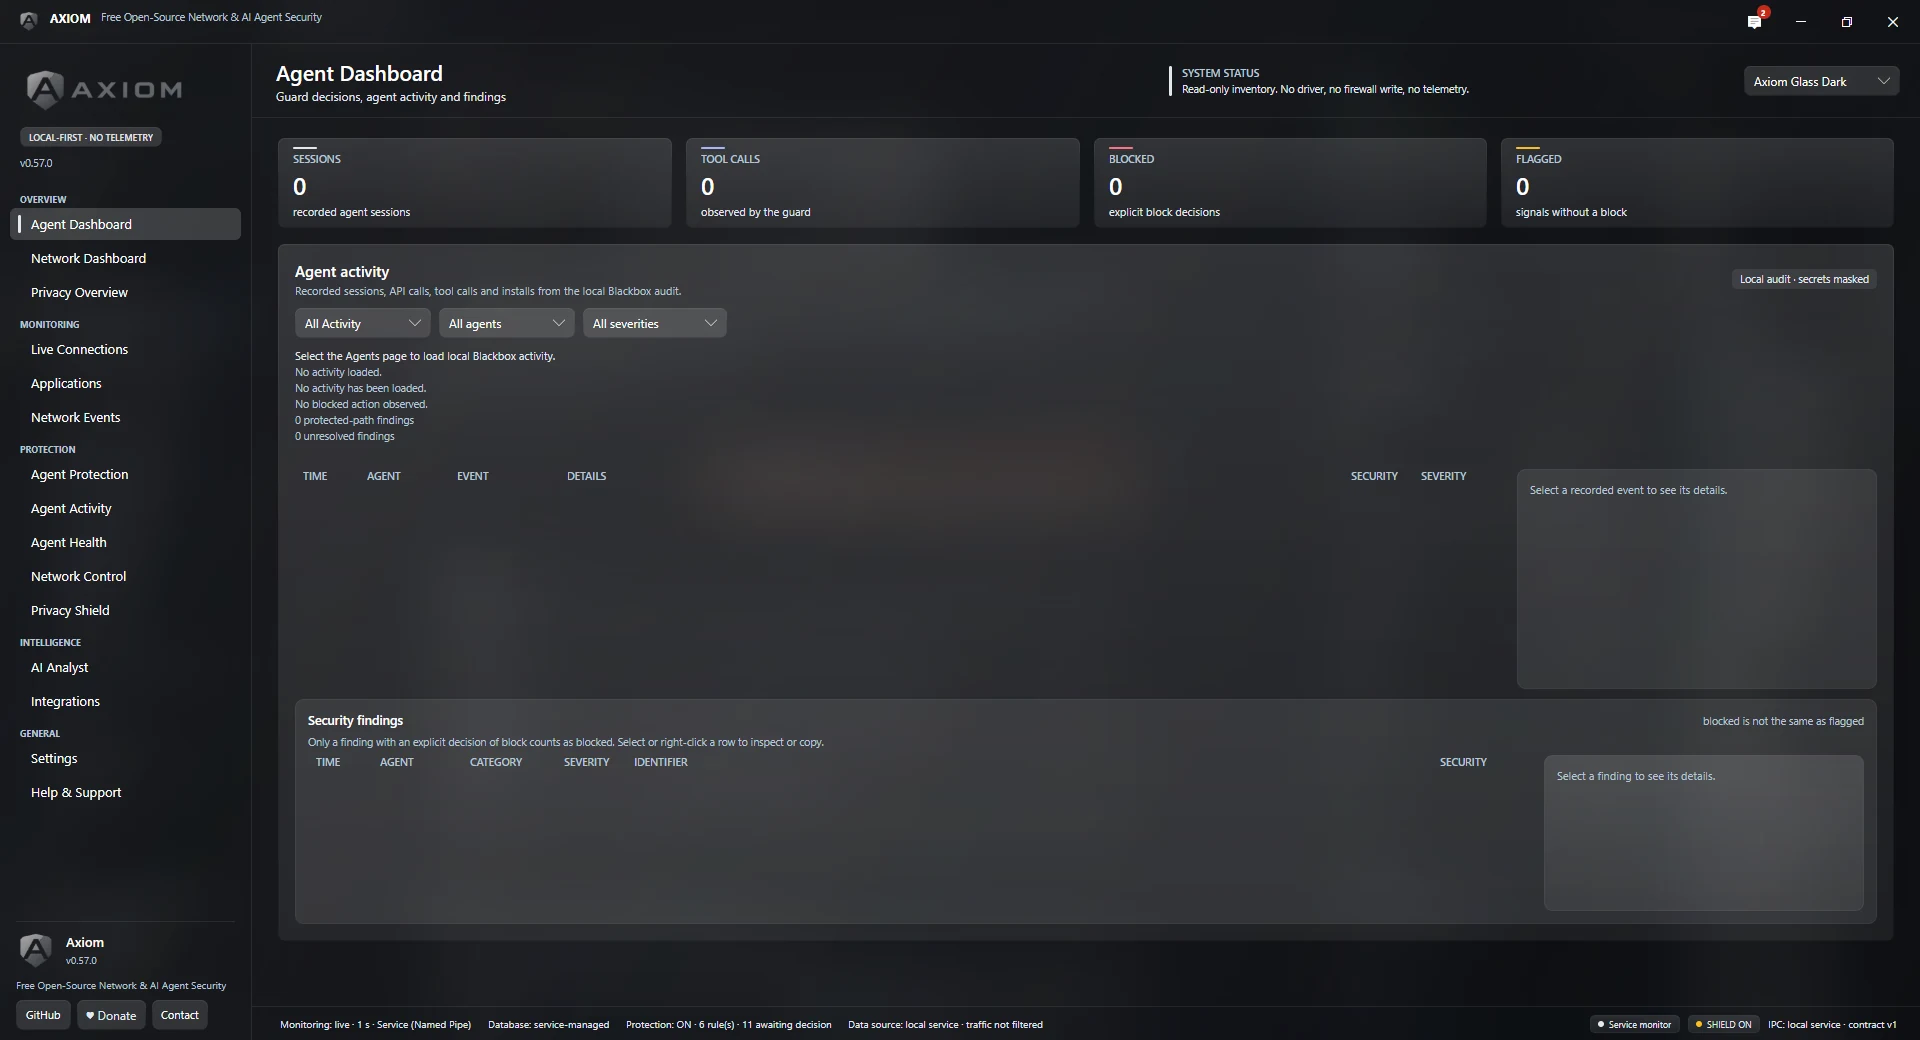 AXIOM Free Open-Source Network & AI Agent Security
2
AXIOM
LOCAL-FIRST · NO TELEMETRY
v0.57.0
OVERVIEW
Agent Dashboard
Network Dashboard
Privacy Overview
MONITORING
Live Connections
Applications
Network Events
PROTECTION
Agent Protection
Agent Activity
Agent Health
Network Control
Privacy Shield
INTELLIGENCE
AI Analyst
Integrations
GENERAL
Settings
Help & Support
Axiom
v0.57.0
Free Open-Source Network & AI Agent Security
GitHub ♥ Donate Contact
Agent Dashboard
Guard decisions, agent activity and findings
SYSTEM STATUS
Read-only inventory. No driver, no firewall write, no telemetry.
Axiom Glass Dark
SESSIONS
0
recorded agent sessions
TOOL CALLS
0
observed by the guard
BLOCKED
0
explicit block decisions
FLAGGED
0
signals without a block
Agent activity
Recorded sessions, API calls, tool calls and installs from the local Blackbox audit.
Local audit · secrets masked
All Activity All agents All severities
Select the Agents page to load local Blackbox activity.
No activity loaded.
No activity has been loaded.
No blocked action observed.
0 protected-path findings
0 unresolved findings
TIME AGENT EVENT DETAILS SECURITY SEVERITY
Select a recorded event to see its details.
Security findings
blocked is not the same as flagged
Only a finding with an explicit decision of block counts as blocked. Select or right-click a row to inspect or copy.
TIME AGENT CATEGORY SEVERITY IDENTIFIER SECURITY
Select a finding to see its details.
Monitoring: live · 1 s · Service (Named Pipe) Database: service-managed Protection: ON · 6 rule(s) · 11 awaiting decision Data source: local service · traffic not filtered
Service monitor SHIELD ON IPC: local service · contract v1